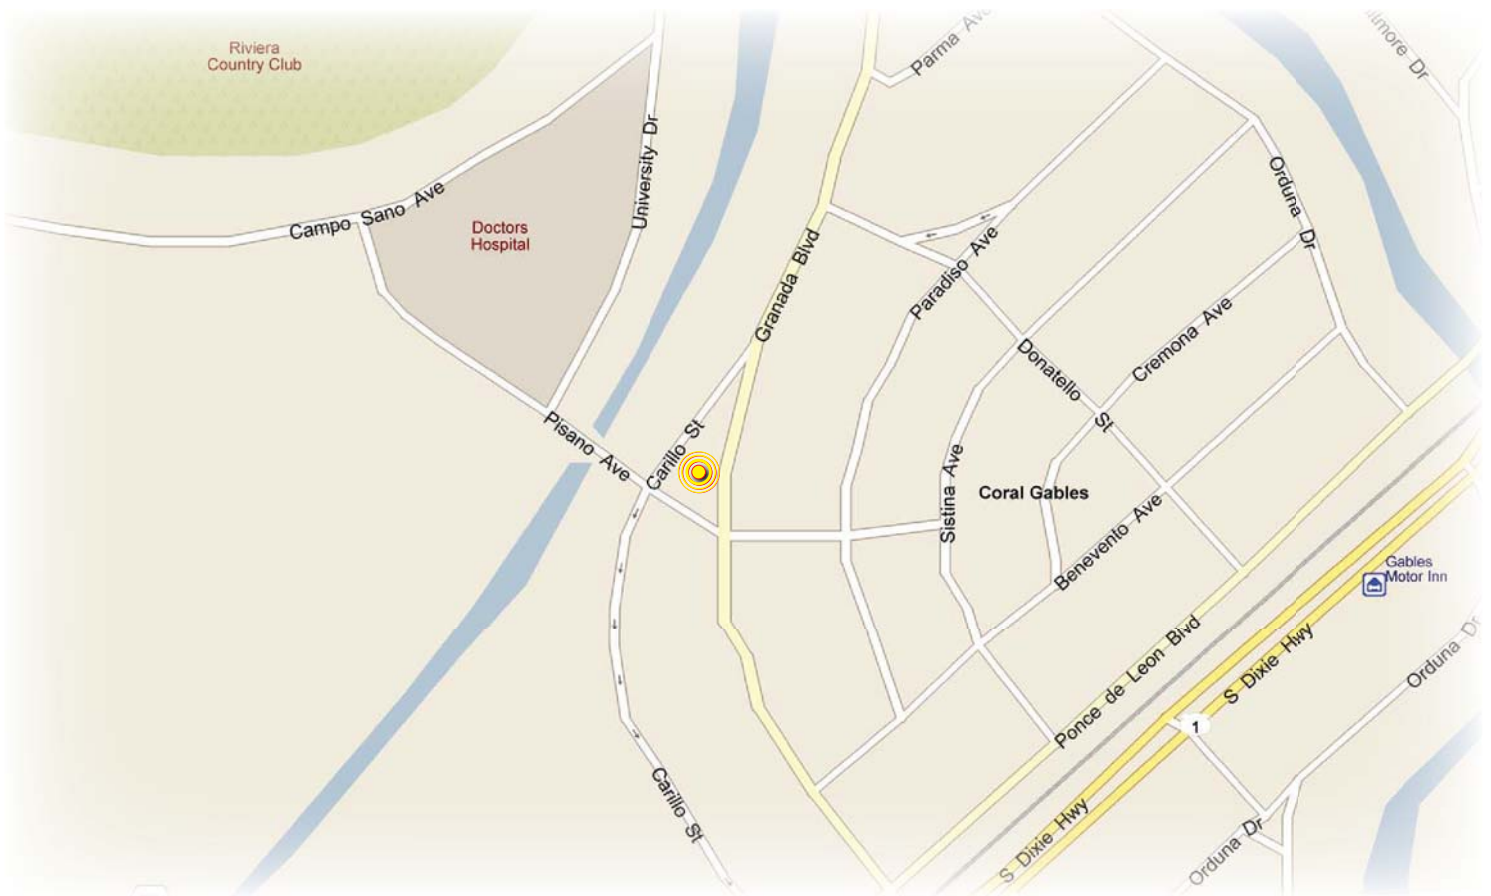 Riviera
Country Club
Parma Ave
Dr
University Dr
Campo Sano Ave
Doctors
Hospital
Orduna Dr
Granada Blvd
Paradiso Ave
Cremona Ave
Donatello St
Pisano Ave
Carillo St
Sistina Ave
Coral Gables
Benevento Ave
Gables
Motor Inn
Ponce de Leon Blvd
S Dixie Hwy
Orduna Dr
1
Carillo St
S Dixie Hwy
Orduna Dr